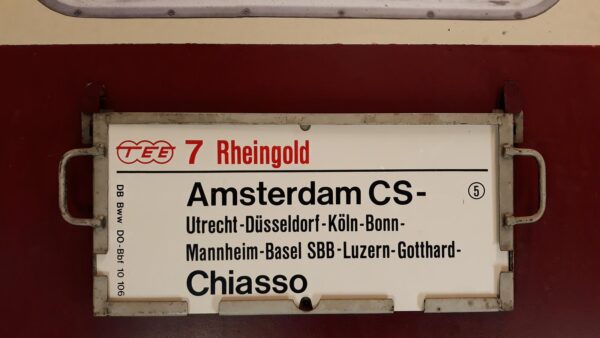 TEE 7 Rheingold
Amsterdam CS-
⑤
Utrecht-Düsseldorf-Köln-Bonn-
Mannheim-Basel SBB-Luzern-Gotthard-
Chiasso
DB Bww DO-Bbf 10 106